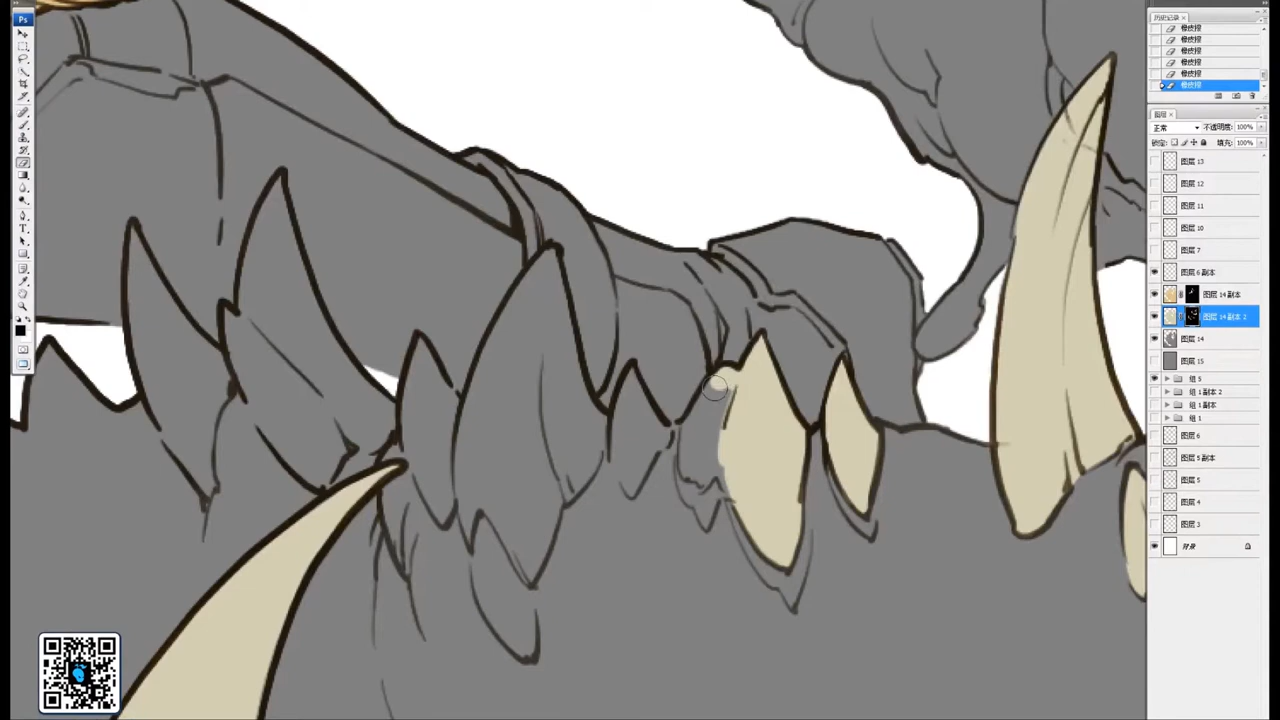 Ps
历史记录
橡皮擦
橡皮擦
橡皮擦
橡皮擦
橡皮擦
橡皮擦
图层
正常
不透明度: 100%
锁定:
填充: 100%
图层 13
图层 12
图层 11
图层 10
图层 7
图层 6 副本
图层 14 副本
图层 14 副本 2
图层 14
图层 15
组 5
组 1 副本 2
组 1 副本
组 1
图层 6
图层 5 副本
图层 5
图层 4
图层 3
背景